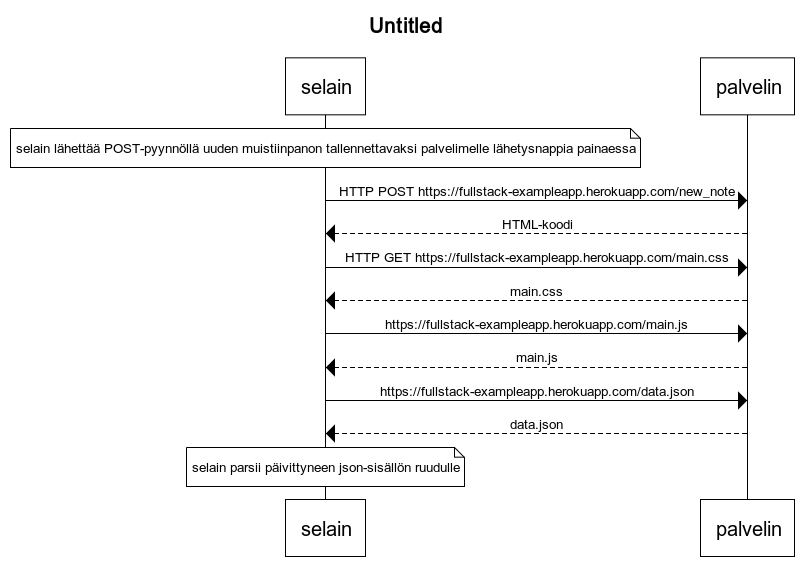 Untitled
selain
palvelin
selain lähettää POST-pyynnöllä uuden muistiinpanon tallennettavaksi palvelimelle lähetysnappia painaessa
HTTP POST https://fullstack-exampleapp.herokuapp.com/new_note
HTML-koodi
HTTP GET https://fullstack-exampleapp.herokuapp.com/main.css
main.css
https://fullstack-exampleapp.herokuapp.com/main.js
main.js
https://fullstack-exampleapp.herokuapp.com/data.json
data.json
selain parsii päivittyneen json-sisällön ruudulle
selain
palvelin